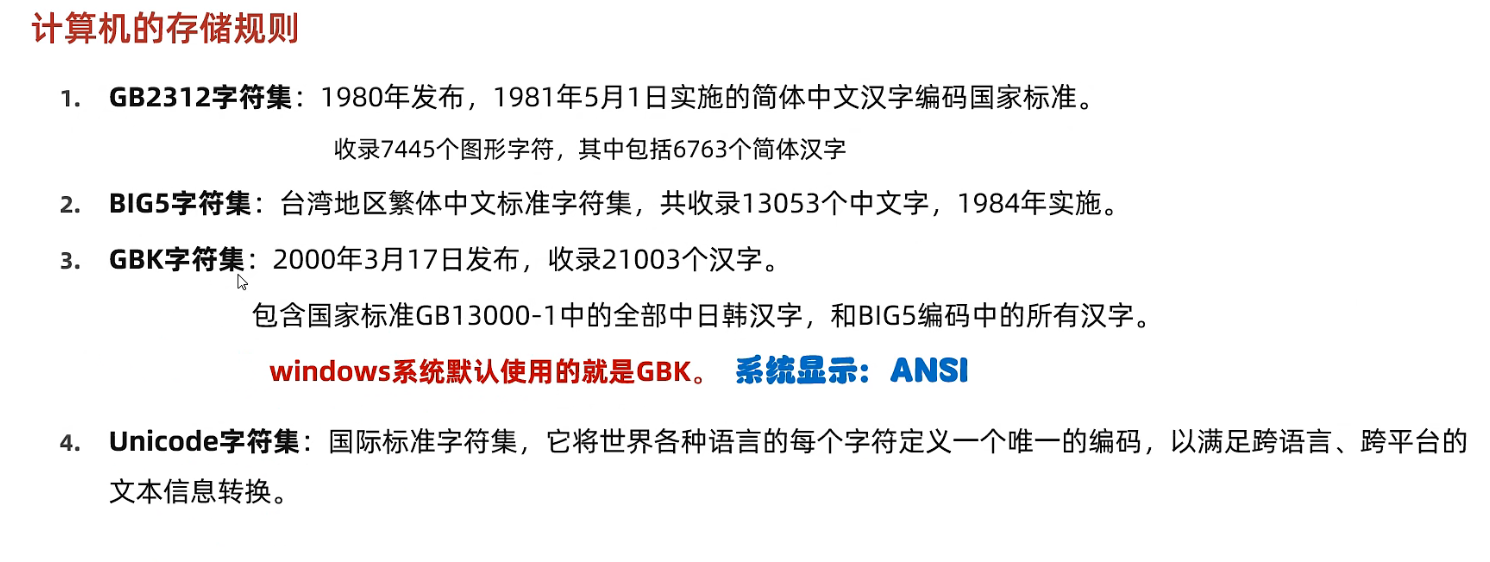 计算机的存储规则
1. GB2312字符集：1980年发布，1981年5月1日实施的简体中文汉字编码国家标准。
收录7445个图形字符，其中包括6763个简体汉字
2. BIG5字符集：台湾地区繁体中文标准字符集，共收录13053个中文字，1984年实施。
3. GBK字符集：2000年3月17日发布，收录21003个汉字。
包含国家标准GB13000-1中的全部中日韩汉字，和BIG5编码中的所有汉字。
windows系统默认使用的就是GBK。 系统显示：ANSI
4. Unicode字符集：国际标准字符集，它将世界各种语言的每个字符定义一个唯一的编码，以满足跨语言、跨平台的
文本信息转换。